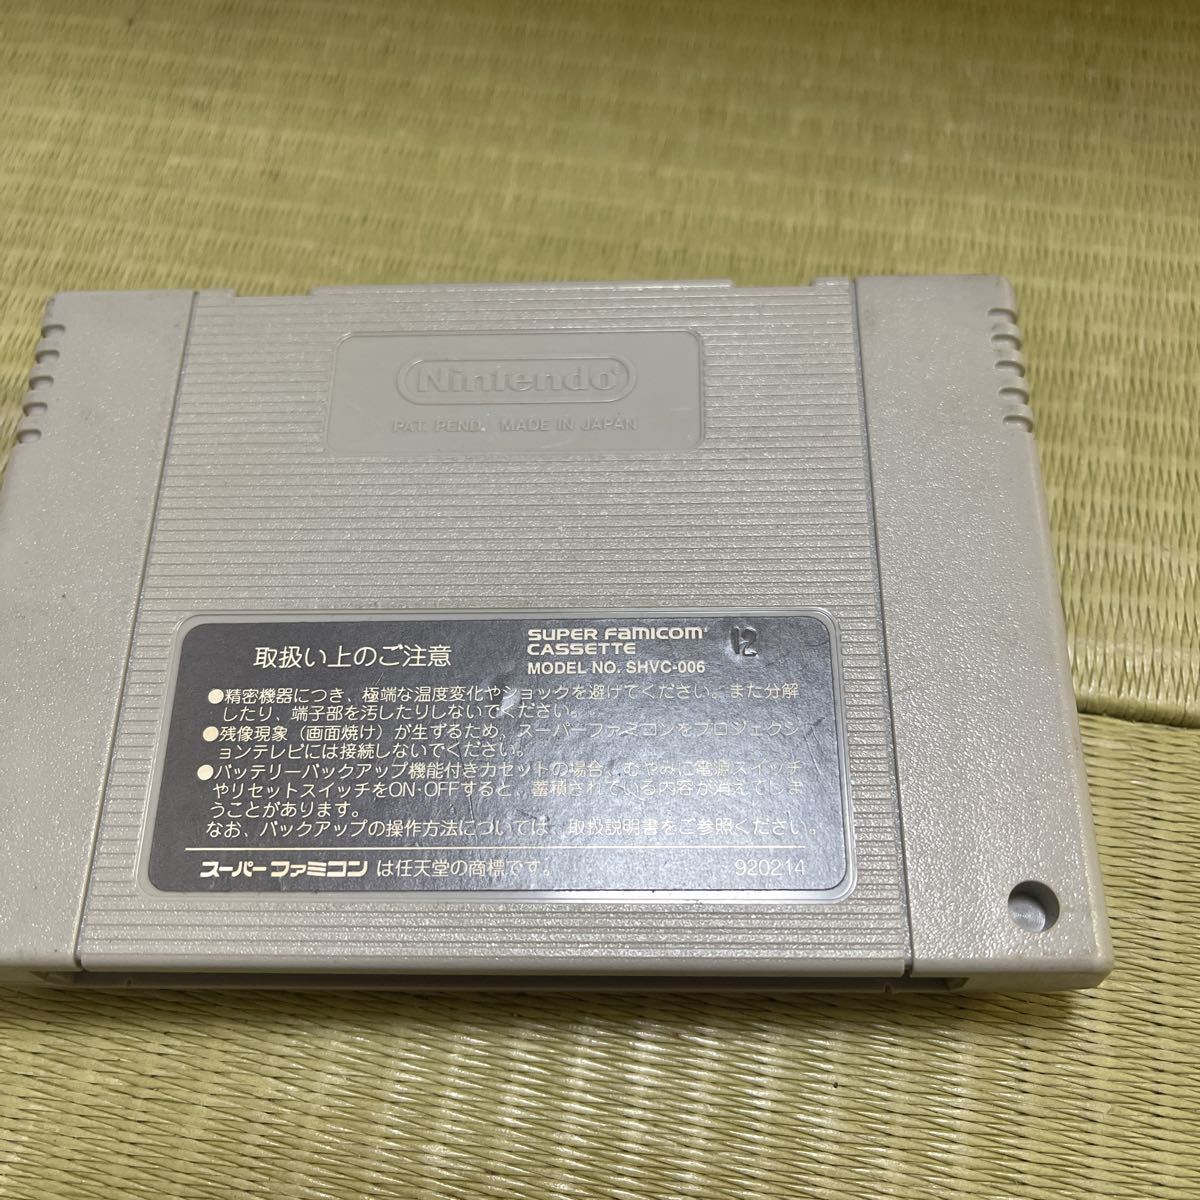 Nintendo
PAT. PEND. MADE IN JAPAN
取扱い上のご注意
SUPER FAMICOM
CASSETTE
MODEL NO. SHVC-006
12
●精密機器につき、極端な温度変化やショックを避けてください。また分解
したり、端子部を汚したりしないでください。
●残像現象(画面焼け)が生ずるため、スーパーファミコンをプロジェクシ
ョンテレビには接続しないでください。
●バッテリーバックアップ機能付きカセットの場合、むやみに電源スイッチ
やリセットスイッチをON・OFFすると、蓄積されている内容が消えてしま
うことがあります。
なお、バックアップの操作方法については、取扱説明書をご参照ください。
スーパーファミコン は任天堂の商標です。
920214